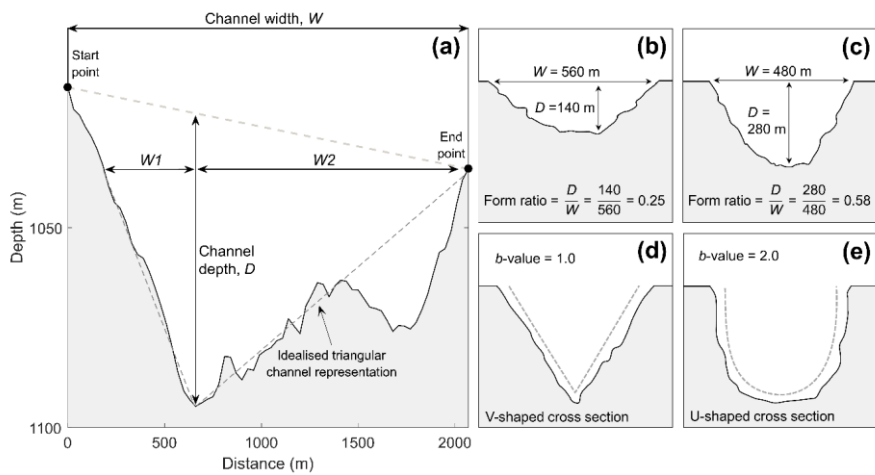 Channel width, W
(a)
Start
point
End
point
W1
W2
Channel
depth, D
Idealised triangular
channel representation
Depth (m)
1050
1100
0
500
1000
1500
2000
Distance (m)
(b)
W = 560 m
D = 140 m
Form ratio = D/W = 140/560 = 0.25
(c)
W = 480 m
D =
280 m
Form ratio = D/W = 280/480 = 0.58
(d)
b-value = 1.0
V-shaped cross section
(e)
b-value = 2.0
U-shaped cross section